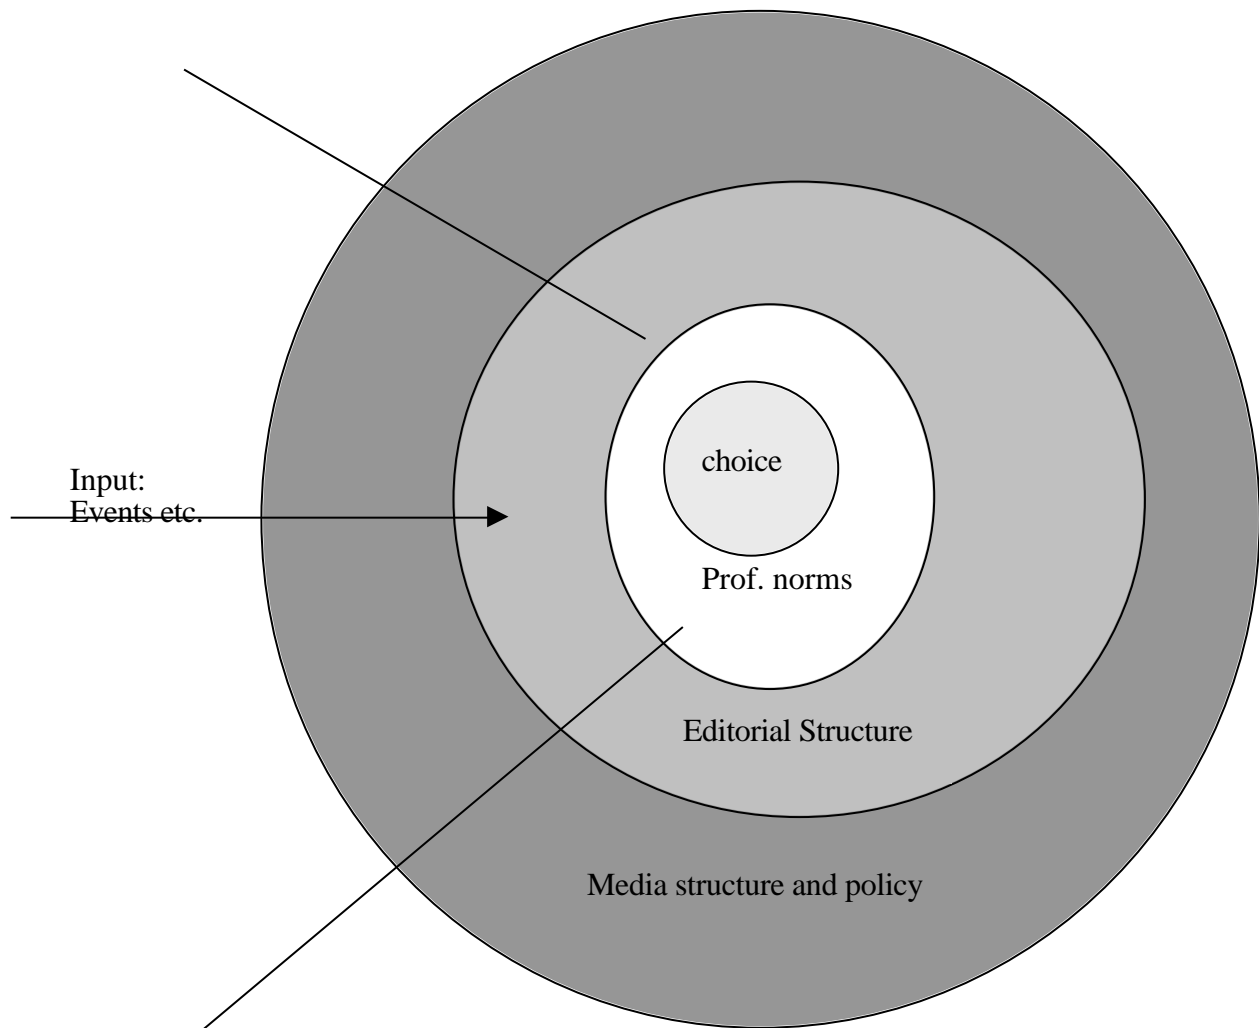 choice
Input:
Events etc.
Prof. norms
Editorial Structure
Media structure and policy